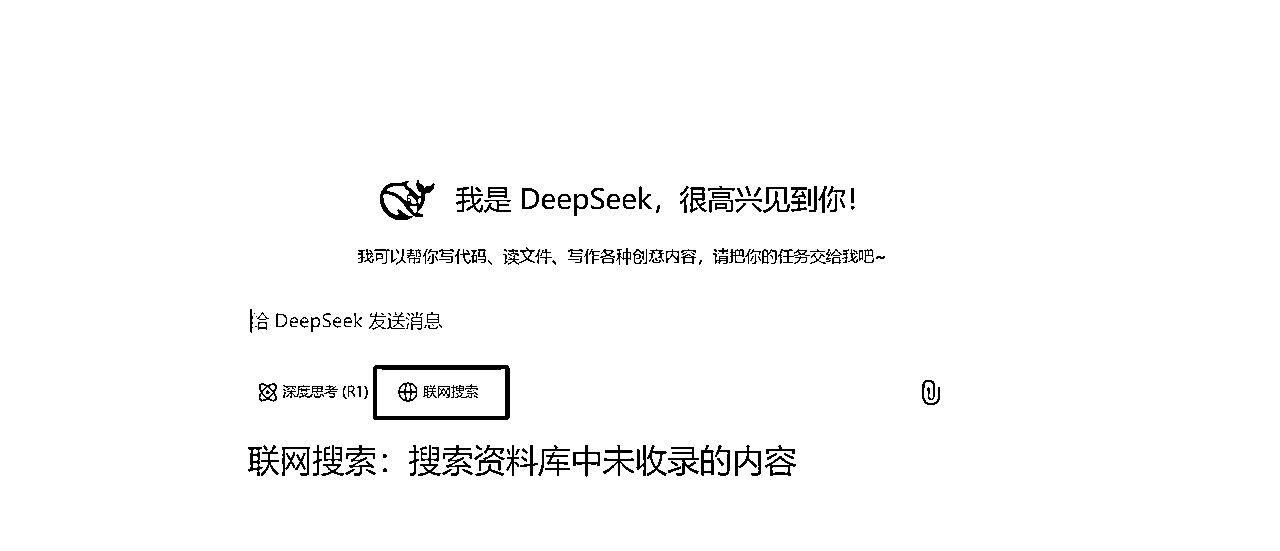 我是 DeepSeek，很高兴见到你！
我可以帮你写代码、读文件、写作各种创意内容，请把你的任务交给我吧~
给 DeepSeek 发送消息
深度思考 (R1) 联网搜索
联网搜索：搜索资料库中未收录的内容